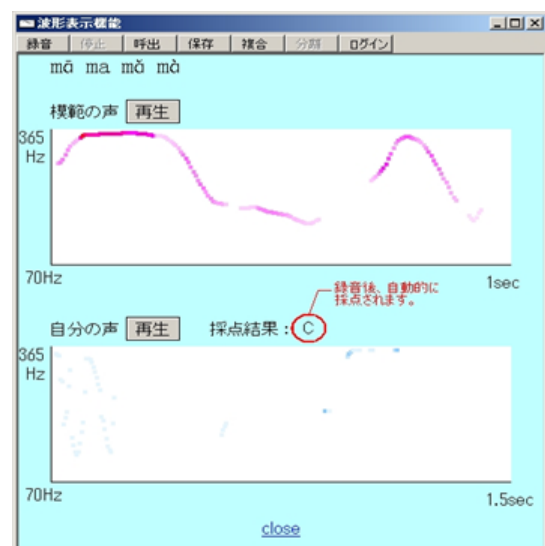 波形表示機能
録音 停止 呼出 保存 複合 分割 ログイン
mā ma mǎ mà
模範の声 再生
365
Hz
70Hz
1sec
録音後、自動的に
採点されます。
自分の声 再生 採点結果:C
365
Hz
70Hz
1.5sec
close